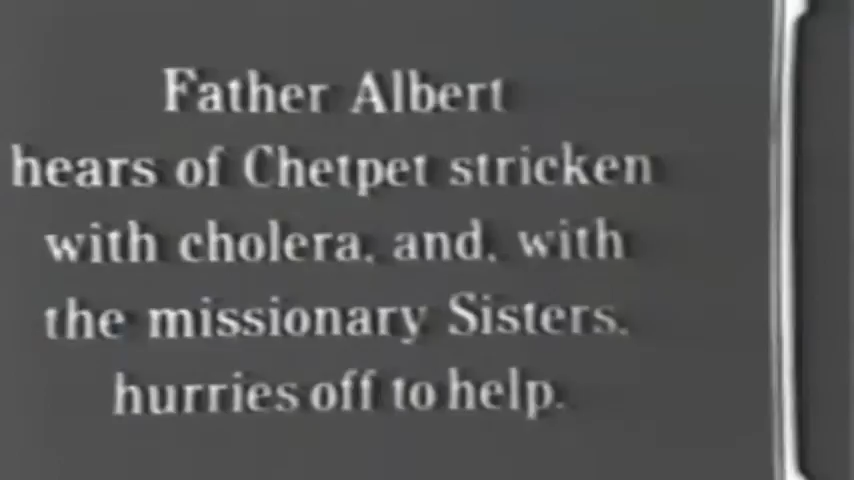 Father Albert
hears of Chetpet stricken
with cholera, and, with
the missionary Sisters,
hurries off to help.